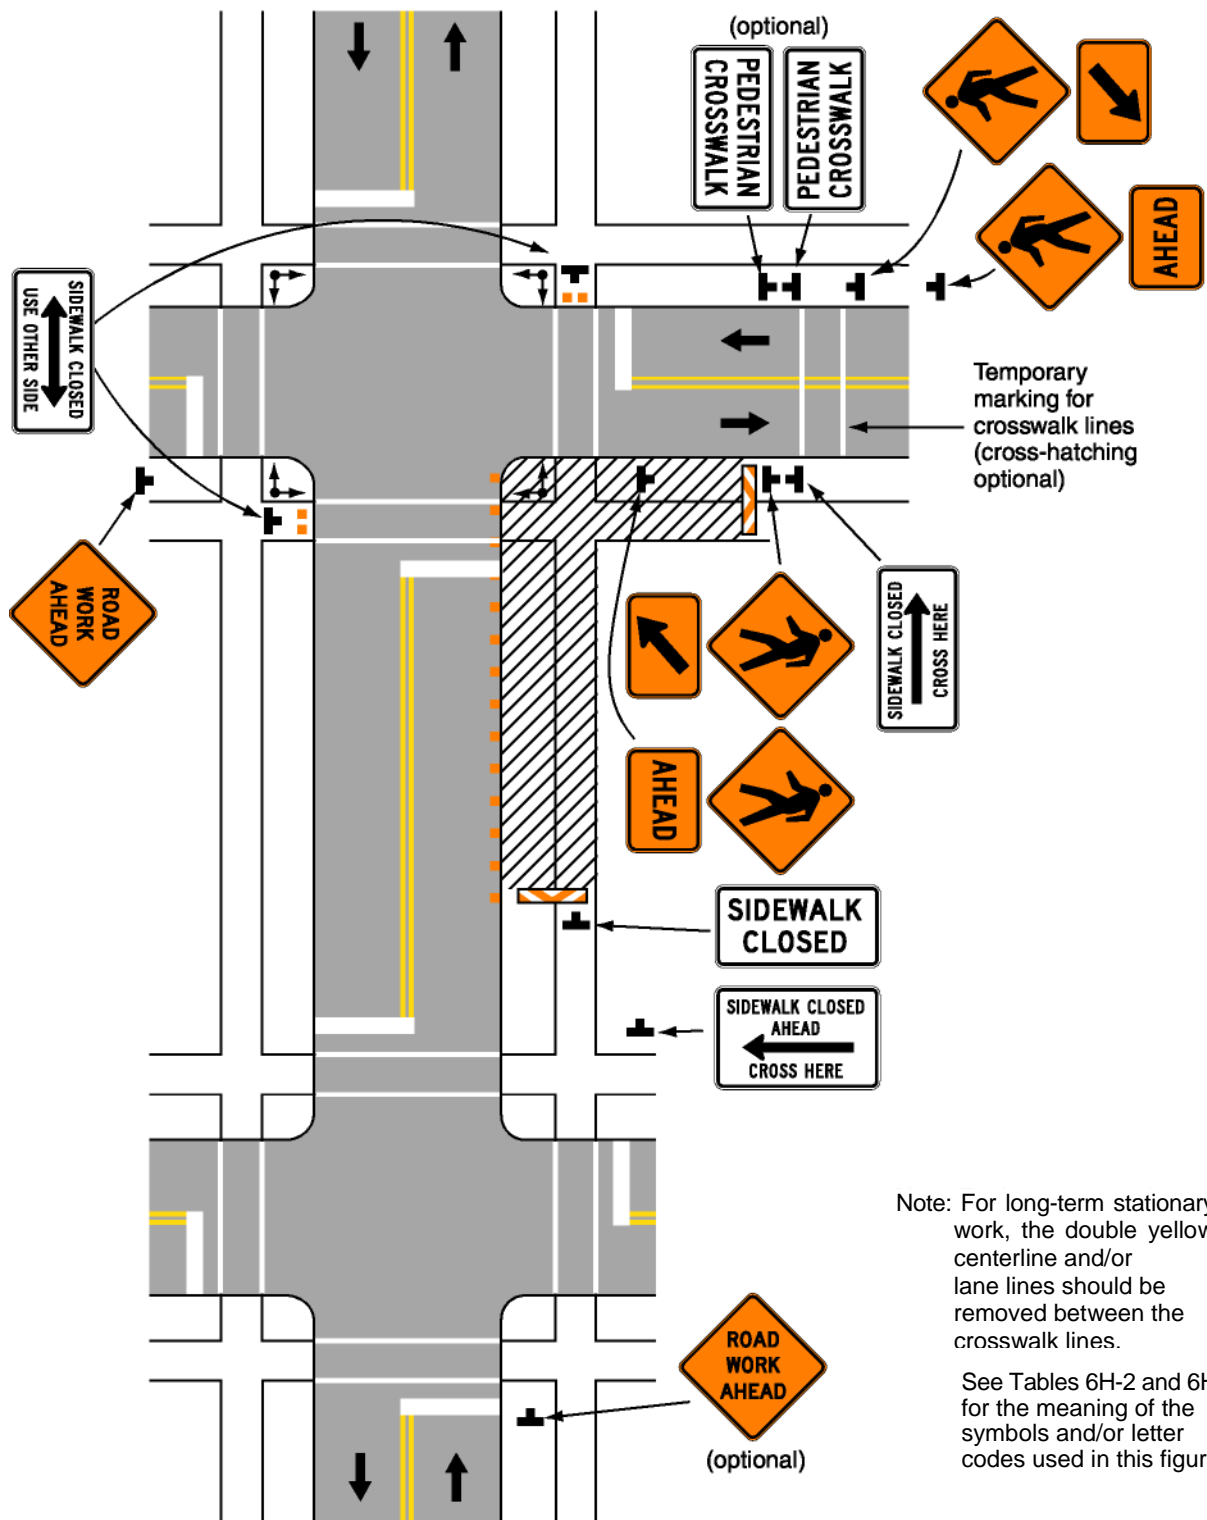 (optional)
PEDESTRIAN
CROSSWALK
PEDESTRIAN
CROSSWALK
AHEAD
SIDEWALK CLOSED
USE OTHER SIDE
Temporary
marking for
crosswalk lines
(cross-hatching
optional)
ROAD
WORK
AHEAD
SIDEWALK CLOSED
CROSS HERE
AHEAD
SIDEWALK
CLOSED
SIDEWALK CLOSED
AHEAD
CROSS HERE
Note: For long-term stationary
work, the double yellow
centerline and/or
lane lines should be
removed between the
crosswalk lines.
ROAD
WORK
AHEAD
(optional)
See Tables 6H-2 and 6H
for the meaning of the
symbols and/or letter
codes used in this figur